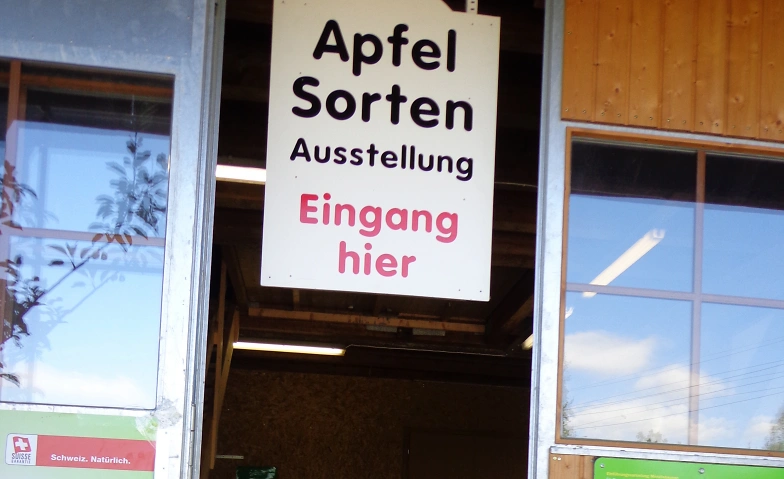 Apfel
Sorten
Ausstellung
Eingang
hier
SUISSE
GARANTIE
Schweiz. Natürlich.